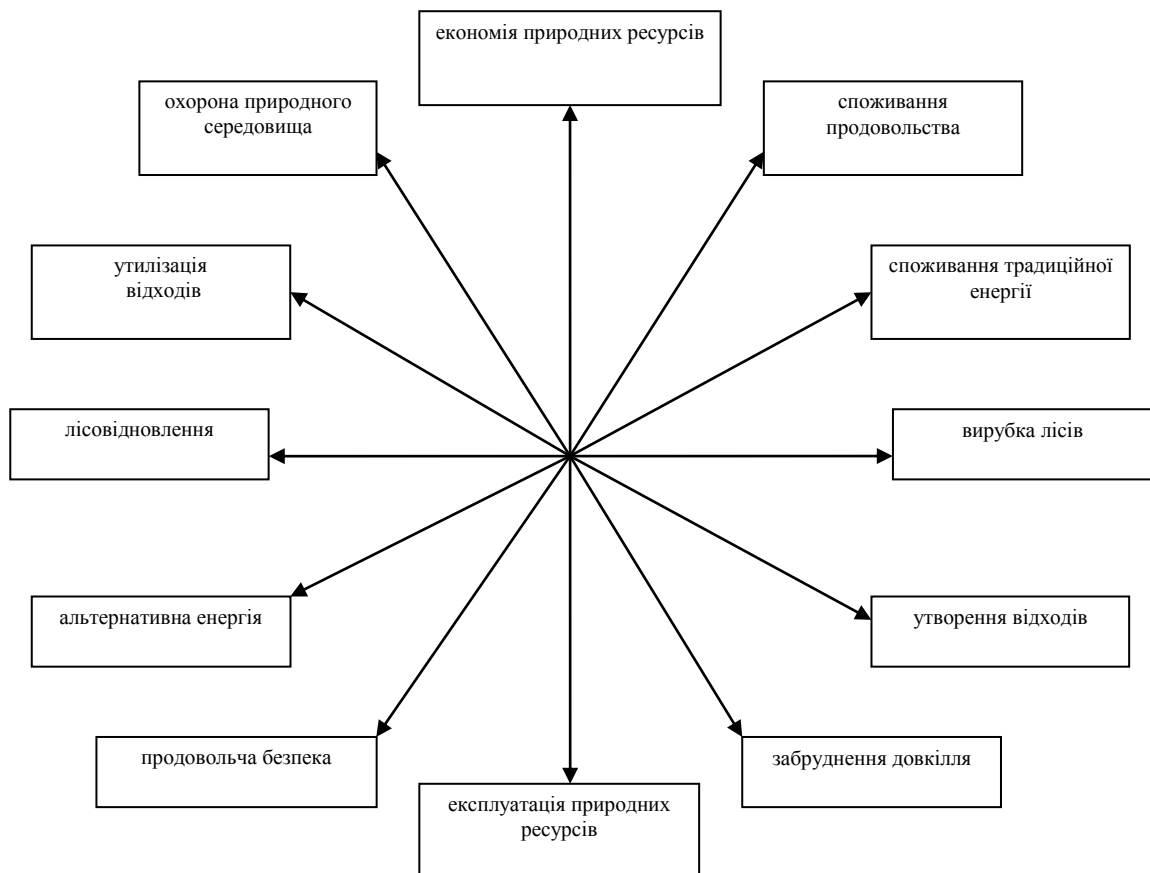 економія природних ресурсів
охорона природного
середовища
споживання
продовольства
утилізація
відходів
споживання традиційної
енергії
лісовідновлення
вирубка лісів
альтернативна енергія
утворення відходів
продовольча безпека
забруднення довкілля
експлуатація природних
ресурсів